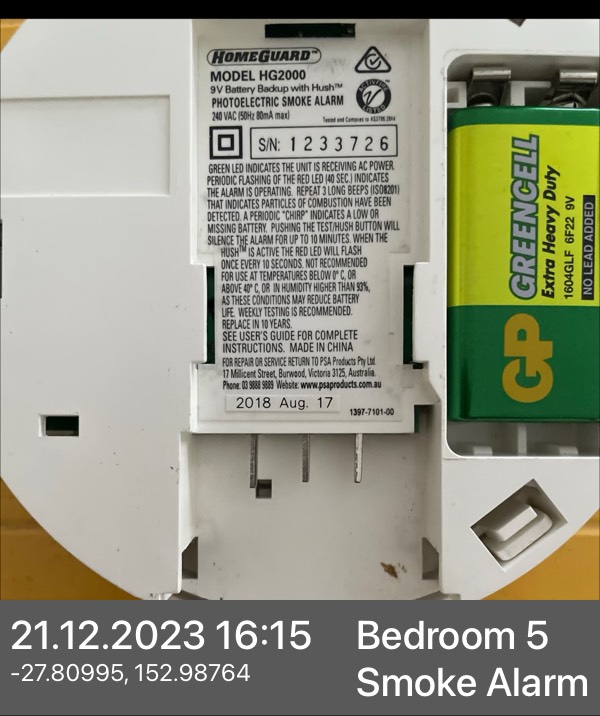 HOMEGUARD™
MODEL HG2000
9V Battery Backup with Hush™
PHOTOELECTRIC SMOKE ALARM
240 VAC (50Hz 80mA max)
Tested and Complies to AS3786:2014
S/N: 1233726
GREEN LED INDICATES THE UNIT IS RECEIVING AC POWER.
PERIODIC FLASHING OF THE RED LED (40 SEC.) INDICATES
THE ALARM IS OPERATING. REPEAT 3 LONG BEEPS (ISO8201)
THAT INDICATES PARTICLES OF COMBUSTION HAVE BEEN
DETECTED. A PERIODIC "CHIRP" INDICATES A LOW OR
MISSING BATTERY. PUSHING THE TEST/HUSH BUTTON WILL
SILENCE THE ALARM FOR UP TO 10 MINUTES. WHEN THE
HUSH™ IS ACTIVE THE RED LED WILL FLASH
ONCE EVERY 10 SECONDS. NOT RECOMMENDED
FOR USE AT TEMPERATURES BELOW 0° C, OR
ABOVE 40° C, OR IN HUMIDITY HIGHER THAN 93%,
AS THESE CONDITIONS MAY REDUCE BATTERY
LIFE. WEEKLY TESTING IS RECOMMENDED.
REPLACE IN 10 YEARS.
SEE USER'S GUIDE FOR COMPLETE
INSTRUCTIONS. MADE IN CHINA
FOR REPAIR OR SERVICE RETURN TO PSA Products Pty Ltd.
17 Millicent Street, Burwood, Victoria 3125, Australia.
Phone: 03 9888 9889 Website: www.psaproducts.com.au
2018 Aug. 17
1397-7101-00
GP
GREENCELL
Extra Heavy Duty
1604GLF 6F22 9V
NO LEAD ADDED
21.12.2023 16:15
-27.80995, 152.98764
Bedroom 5
Smoke Alarm